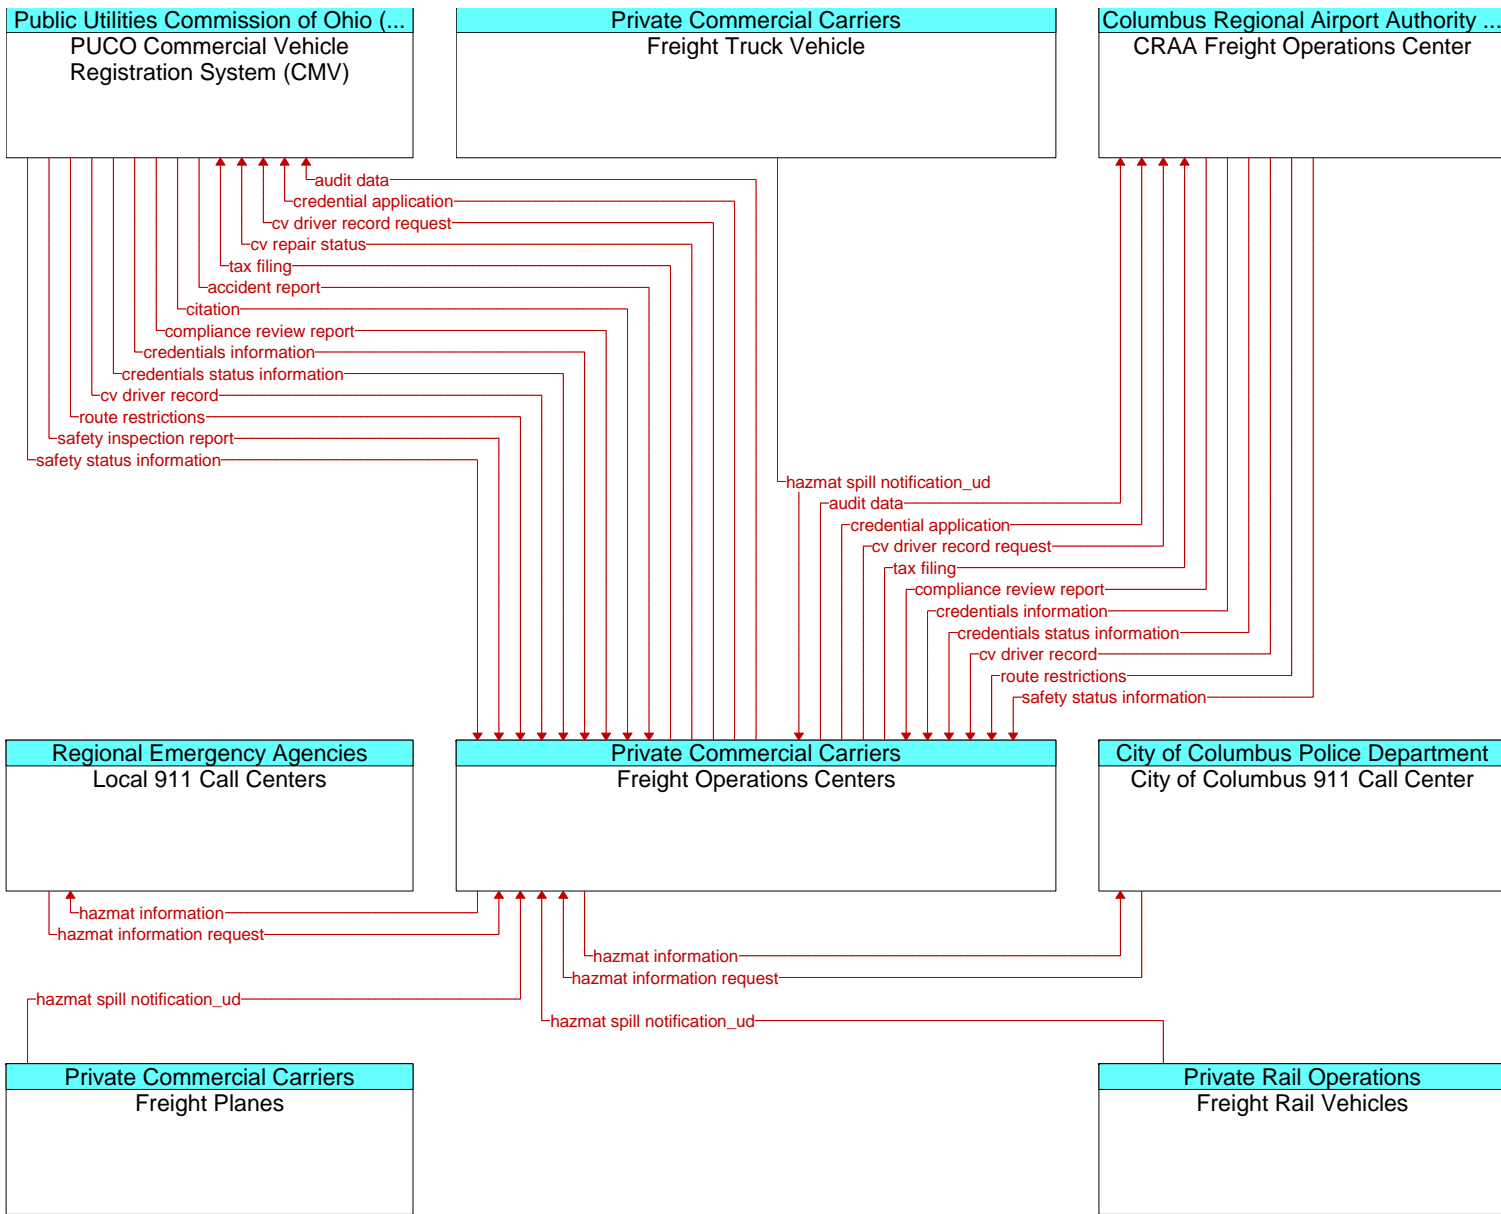 Public Utilities Commission of Ohio (...
PUCO Commercial Vehicle
Registration System (CMV)
Private Commercial Carriers
Freight Truck Vehicle
Columbus Regional Airport Authority ...
CRAA Freight Operations Center
audit data
credential application
cv driver record request
cv repair status
tax filing
accident report
citation
compliance review report
credentials information
credentials status information
cv driver record
route restrictions
safety inspection report
safety status information
hazmat spill notification_ud
audit data
credential application
cv driver record request
tax filing
compliance review report
credentials information
credentials status information
cv driver record
route restrictions
safety status information
Regional Emergency Agencies
Local 911 Call Centers
Private Commercial Carriers
Freight Operations Centers
City of Columbus Police Department
City of Columbus 911 Call Center
hazmat information
hazmat information request
hazmat information
hazmat information request
hazmat spill notification_ud
hazmat spill notification_ud
Private Commercial Carriers
Freight Planes
Private Rail Operations
Freight Rail Vehicles